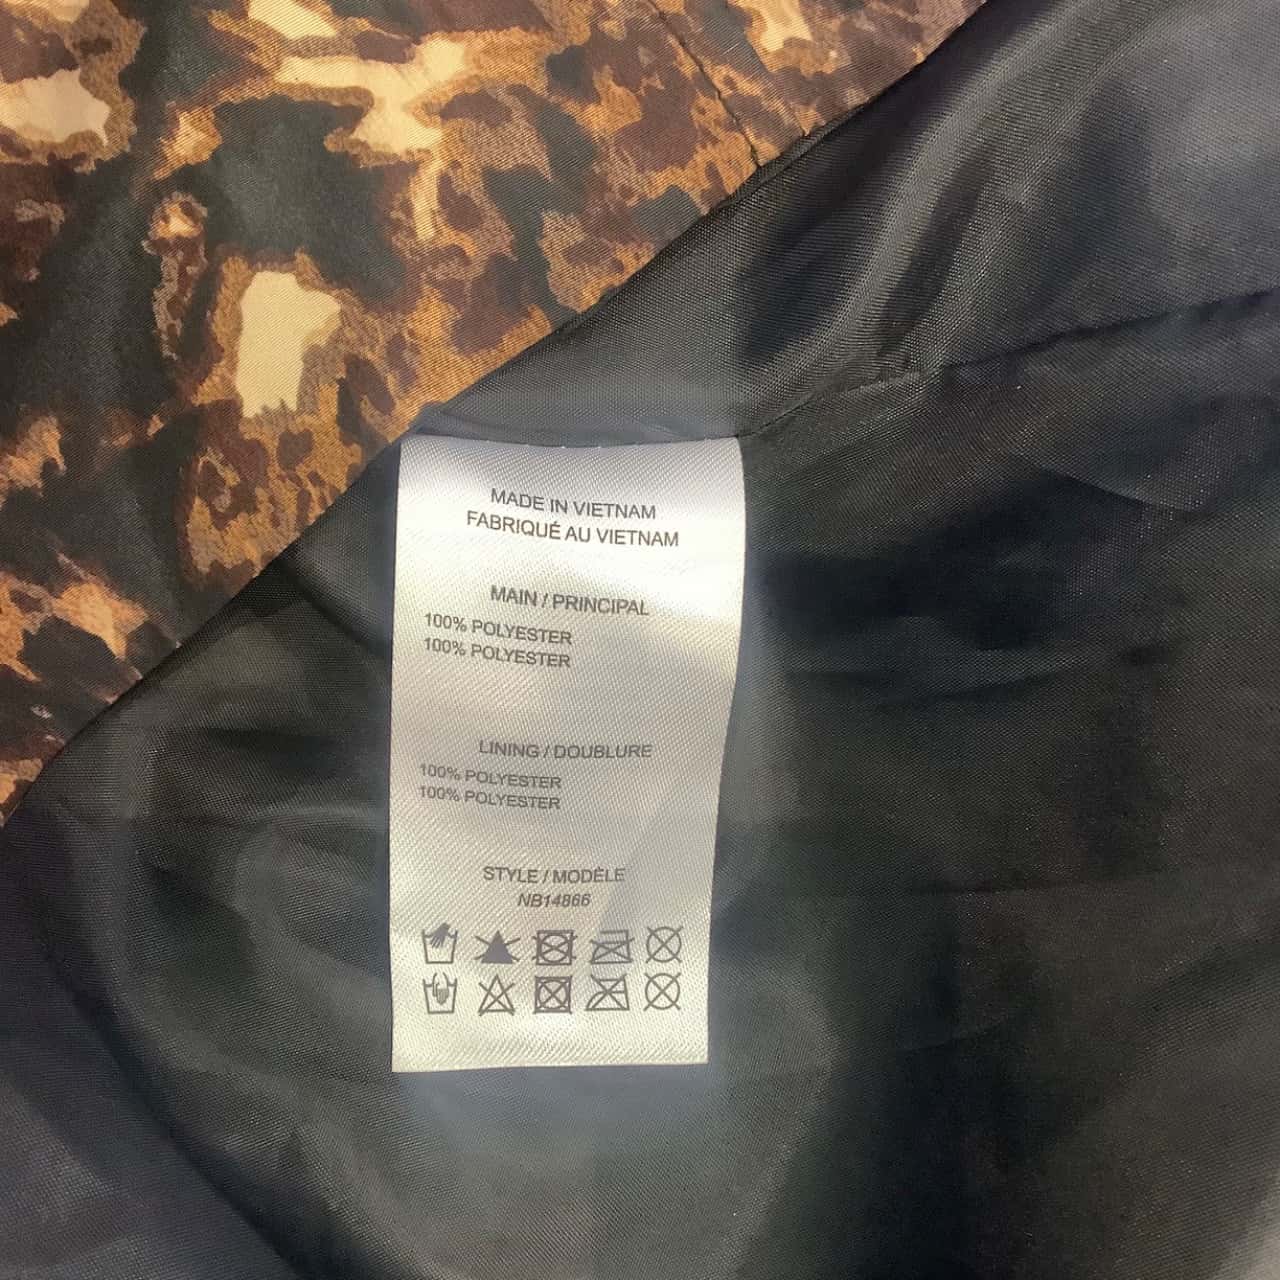 MADE IN VIETNAM
FABRIQUÉ AU VIETNAM
MAIN / PRINCIPAL
100% POLYESTER
100% POLYESTER
LINING / DOUBLURE
100% POLYESTER
100% POLYESTER
STYLE / MODÈLE
NB14866